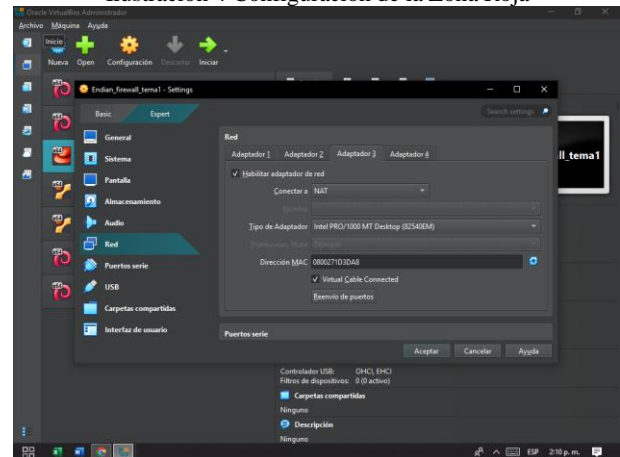 Ilustración 4 Configuración de la Zona Roja
Oracle VirtualBox Administrador
Archivo Máquina Ayuda
Inicio
Nueva Open Configuración Descartar Iniciar
Endian_firewall_tema1 - Settings
Basic Expert
Search settings
General
Sistema
Pantalla
Almacenamiento
Audio
Red
Puertos serie
USB
Carpetas compartidas
Interfaz de usuario
Red
Adaptador 1 Adaptador 2 Adaptador 3 Adaptador 4
Habilitar adaptador de red
Conectar a NAT
Nombre
Tipo de Adaptador Intel PRO/1000 MT Desktop (82540EM)
Dirección MAC 0800271D3DA8
Virtual Cable Connected
Reenvío de puertos
Puertos serie
Aceptar Cancelar Ayuda
ll_tema1
Controlador USB: OHCI, EHCI
Filtros de dispositivos: 0 (0 activo)
Carpetas compartidas
Ninguno
Descripción
Ninguno
ESP 2:10 p. m.